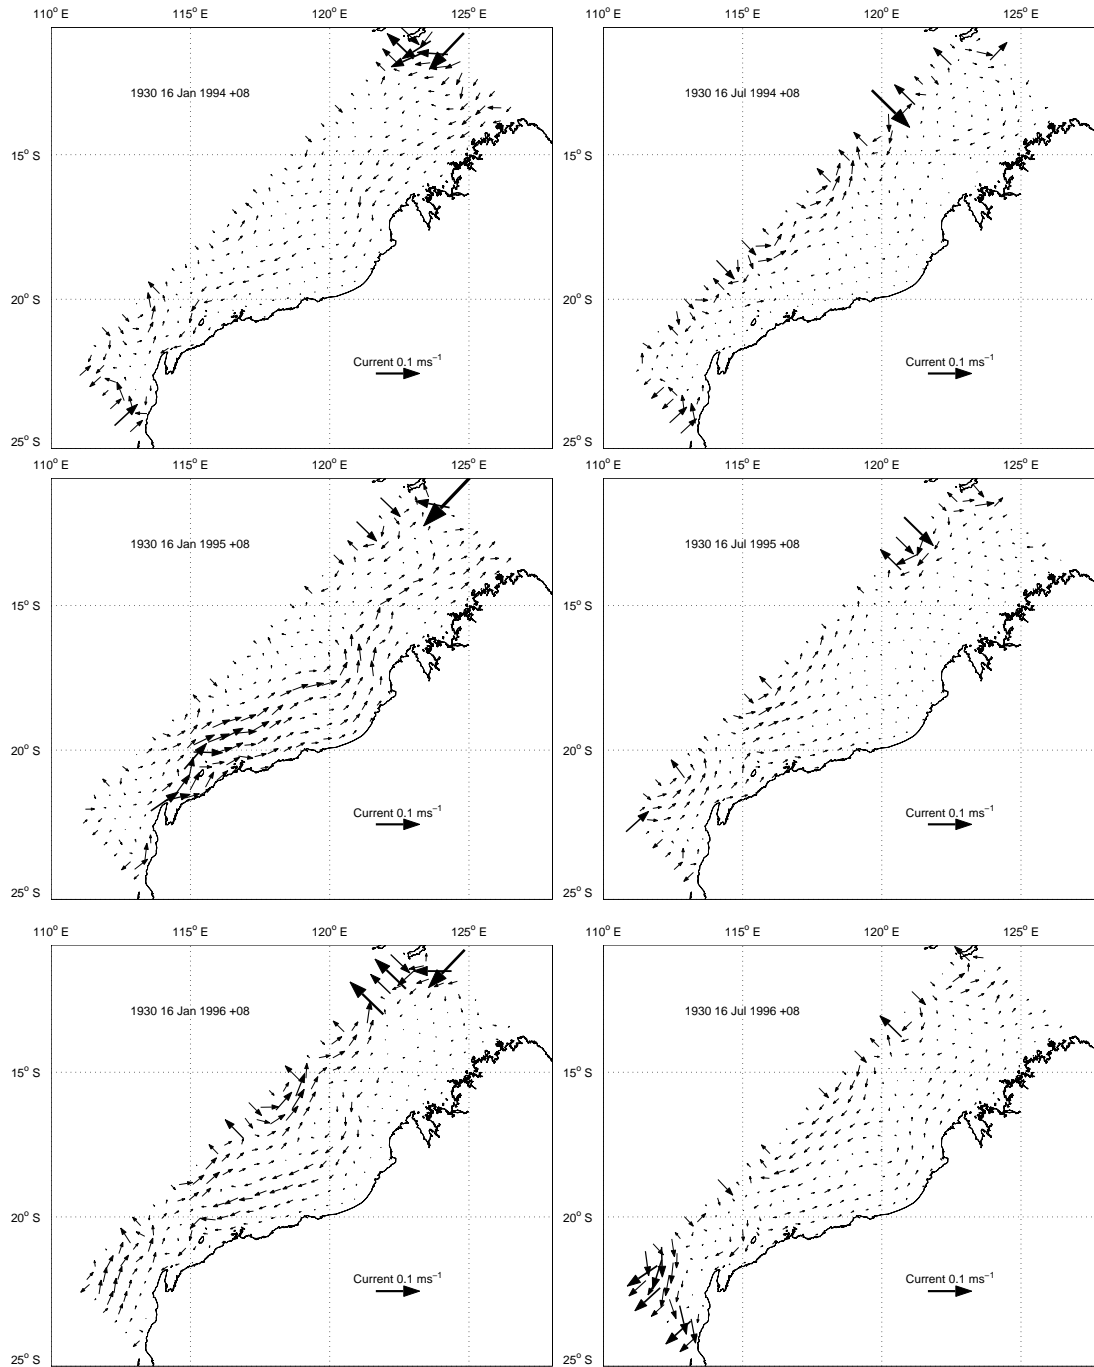 110° E 115° E 120° E 125° E
1930 16 Jan 1994 +08
15° S
20° S
Current 0.1 ms⁻¹
25° S
110° E 115° E 120° E 125° E
1930 16 Jul 1994 +08
15° S
20° S
Current 0.1 ms⁻¹
25° S
110° E 115° E 120° E 125° E
1930 16 Jan 1995 +08
15° S
20° S
Current 0.1 ms⁻¹
25° S
110° E 115° E 120° E 125° E
1930 16 Jul 1995 +08
15° S
20° S
Current 0.1 ms⁻¹
25° S
110° E 115° E 120° E 125° E
1930 16 Jan 1996 +08
15° S
20° S
Current 0.1 ms⁻¹
25° S
110° E 115° E 120° E 125° E
1930 16 Jul 1996 +08
15° S
20° S
Current 0.1 ms⁻¹
25° S